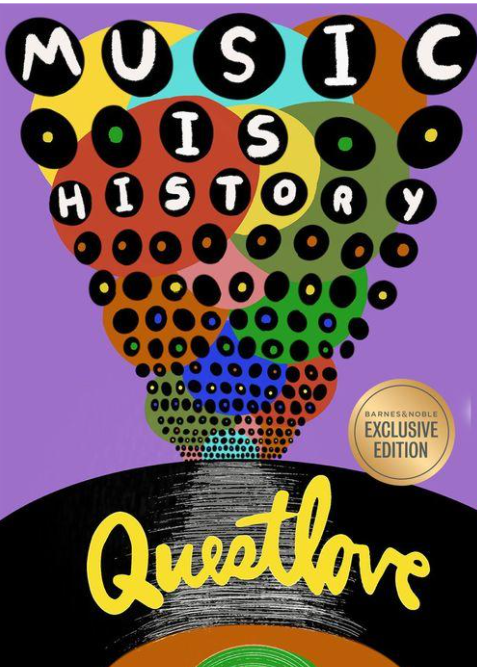 MUSIC
IS
HISTORY
BARNES&NOBLE
EXCLUSIVE
EDITION
Questlove